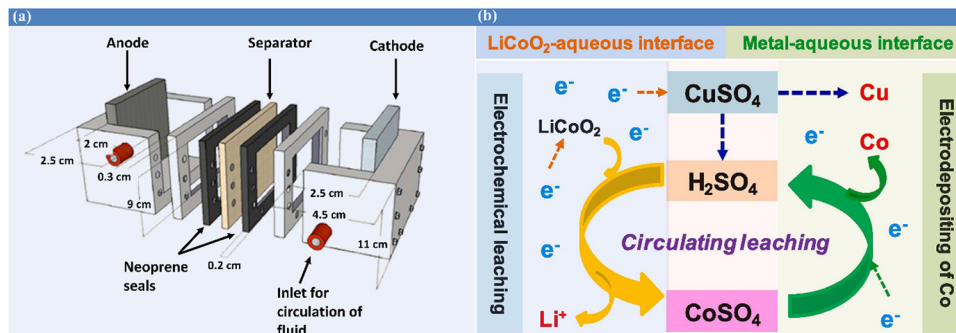 (a)
Anode
Separator
Cathode
2 cm
2.5 cm
0.3 cm
9 cm
2.5 cm
4.5 cm
11 cm
Neoprene
seals
0.2 cm
Inlet for
circulation of
fluid
(b)
LiCoO₂-aqueous interface
Metal-aqueous interface
Electrochemical leaching
e⁻
e⁻
CuSO₄
Cu
LiCoO₂
e⁻
e⁻
Co
e⁻
H₂SO₄
e⁻
e⁻
Circulating leaching
Li⁺
CoSO₄
e⁻
Electrodepositing of Co